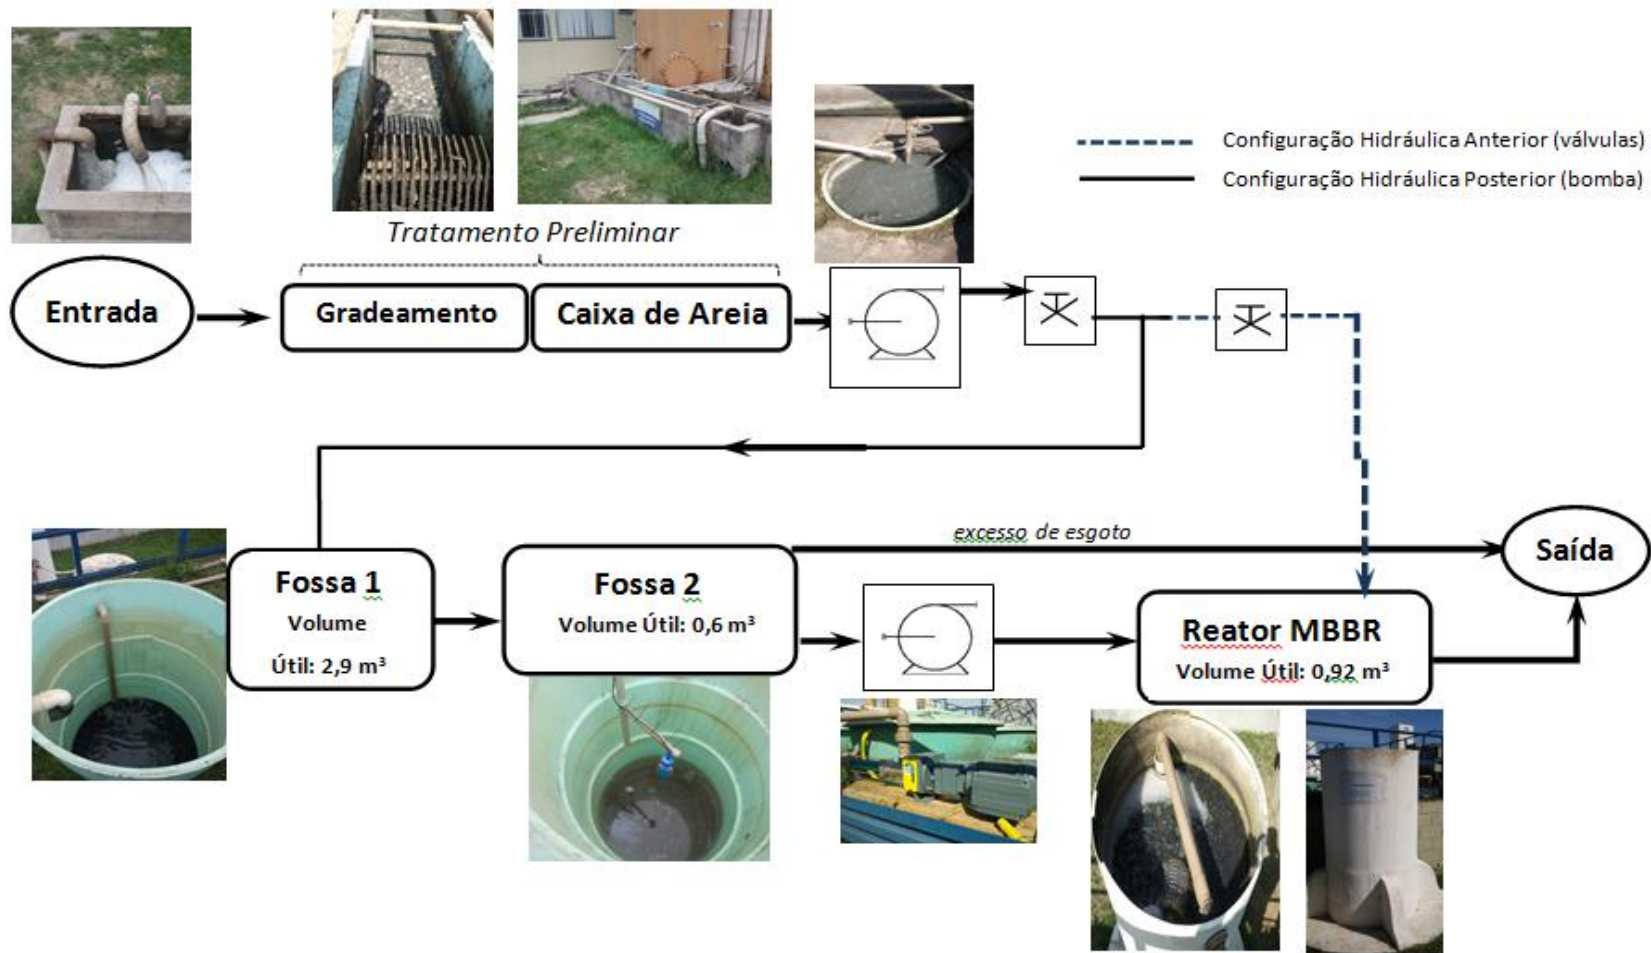 Configuração Hidráulica Anterior (válvulas)
Configuração Hidráulica Posterior (bomba)
Tratamento Preliminar
Entrada
Gradeamento
Caixa de Areia
excesso de esgoto
Saída
Fossa 1
Volume
Útil: 2,9 m³
Fossa 2
Volume Útil: 0,6 m³
Reator MBBR
Volume Útil: 0,92 m³